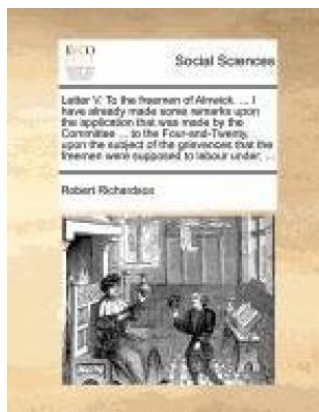 ECCO
Social Sciences
Letter V. To the freemen of Alnwick. ... I
have already made some remarks upon
the application that was made by the
Committee ... to the Four-and-Twenty,
upon the subject of the grievances that the
freemen were supposed to labour under; ...
Robert Richardson